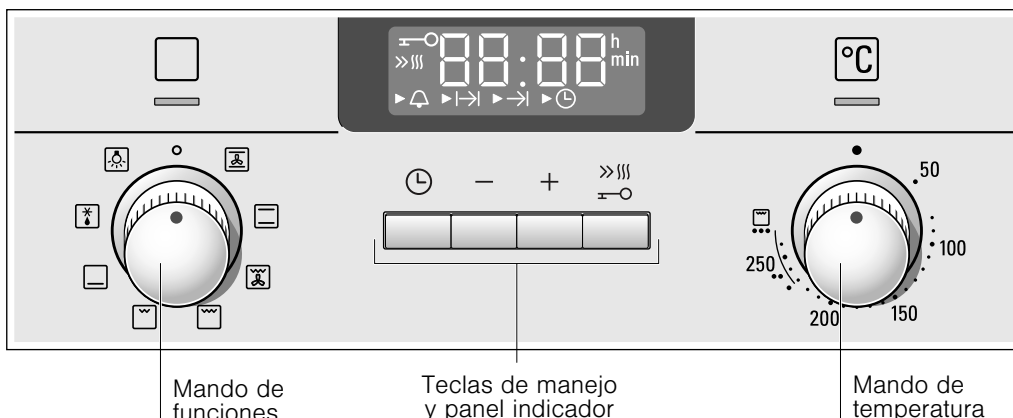 88:88 h
min
°C
50
100
150
200
250
Mando de
funciones
Teclas de manejo
y panel indicador
Mando de
temperatura